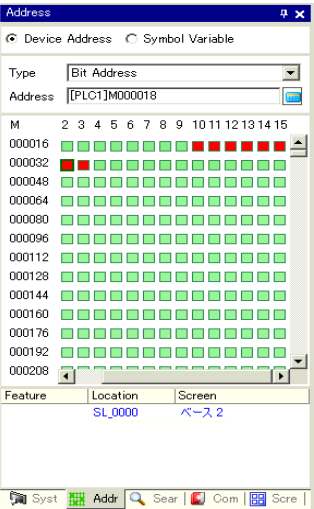 Address
Device Address Symbol Variable
Type Bit Address
Address [PLC1]M000018
M 2 3 4 5 6 7 8 9 10 11 12 13 14 15
000016
000032
000048
000064
000080
000096
000112
000128
000144
000160
000176
000192
000208
Feature Location Screen
SL_0000 ベース 2
Syst Addr Sear Com Scre